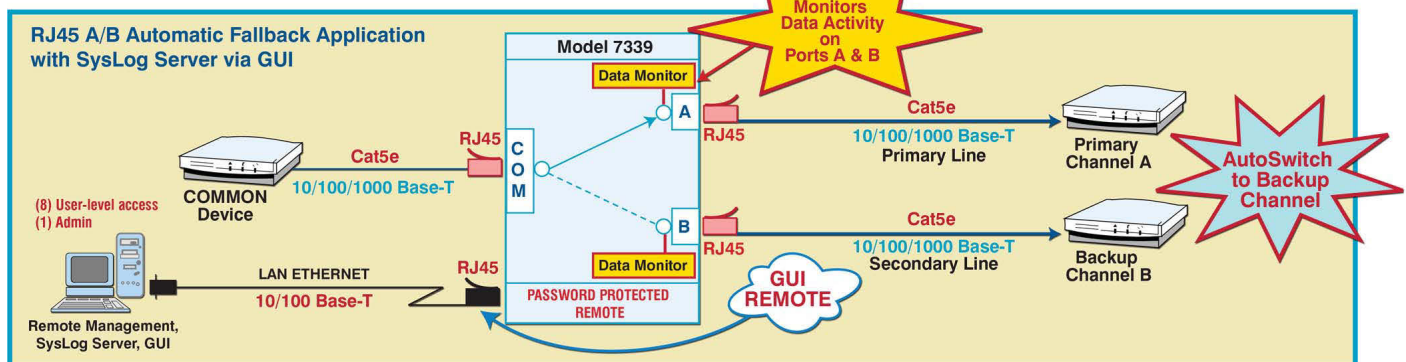 RJ45 A/B Automatic Fallback Application
with SysLog Server via GUI
Monitors
Data Activity
on
Ports A & B
Model 7339
Data Monitor
A
RJ45
Cat5e
10/100/1000 Base-T
Primary Line
Primary
Channel A
AutoSwitch
to Backup
Channel
COMMON
Device
Cat5e
10/100/1000 Base-T
RJ45
COM
B
RJ45
Data Monitor
Cat5e
10/100/1000 Base-T
Secondary Line
Backup
Channel B
(8) User-level access
(1) Admin
LAN ETHERNET
10/100 Base-T
RJ45
PASSWORD PROTECTED
REMOTE
GUI
REMOTE
Remote Management,
SysLog Server, GUI